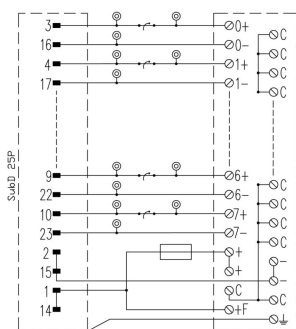 SubD 25P
3 0+
C
16 0-
C
4 1+
C
17 1-
C
9 6+
C
22 6-
C
10 7+
C
23 7-
C
2 +
-
15 +
-
1 C
C
14 +F